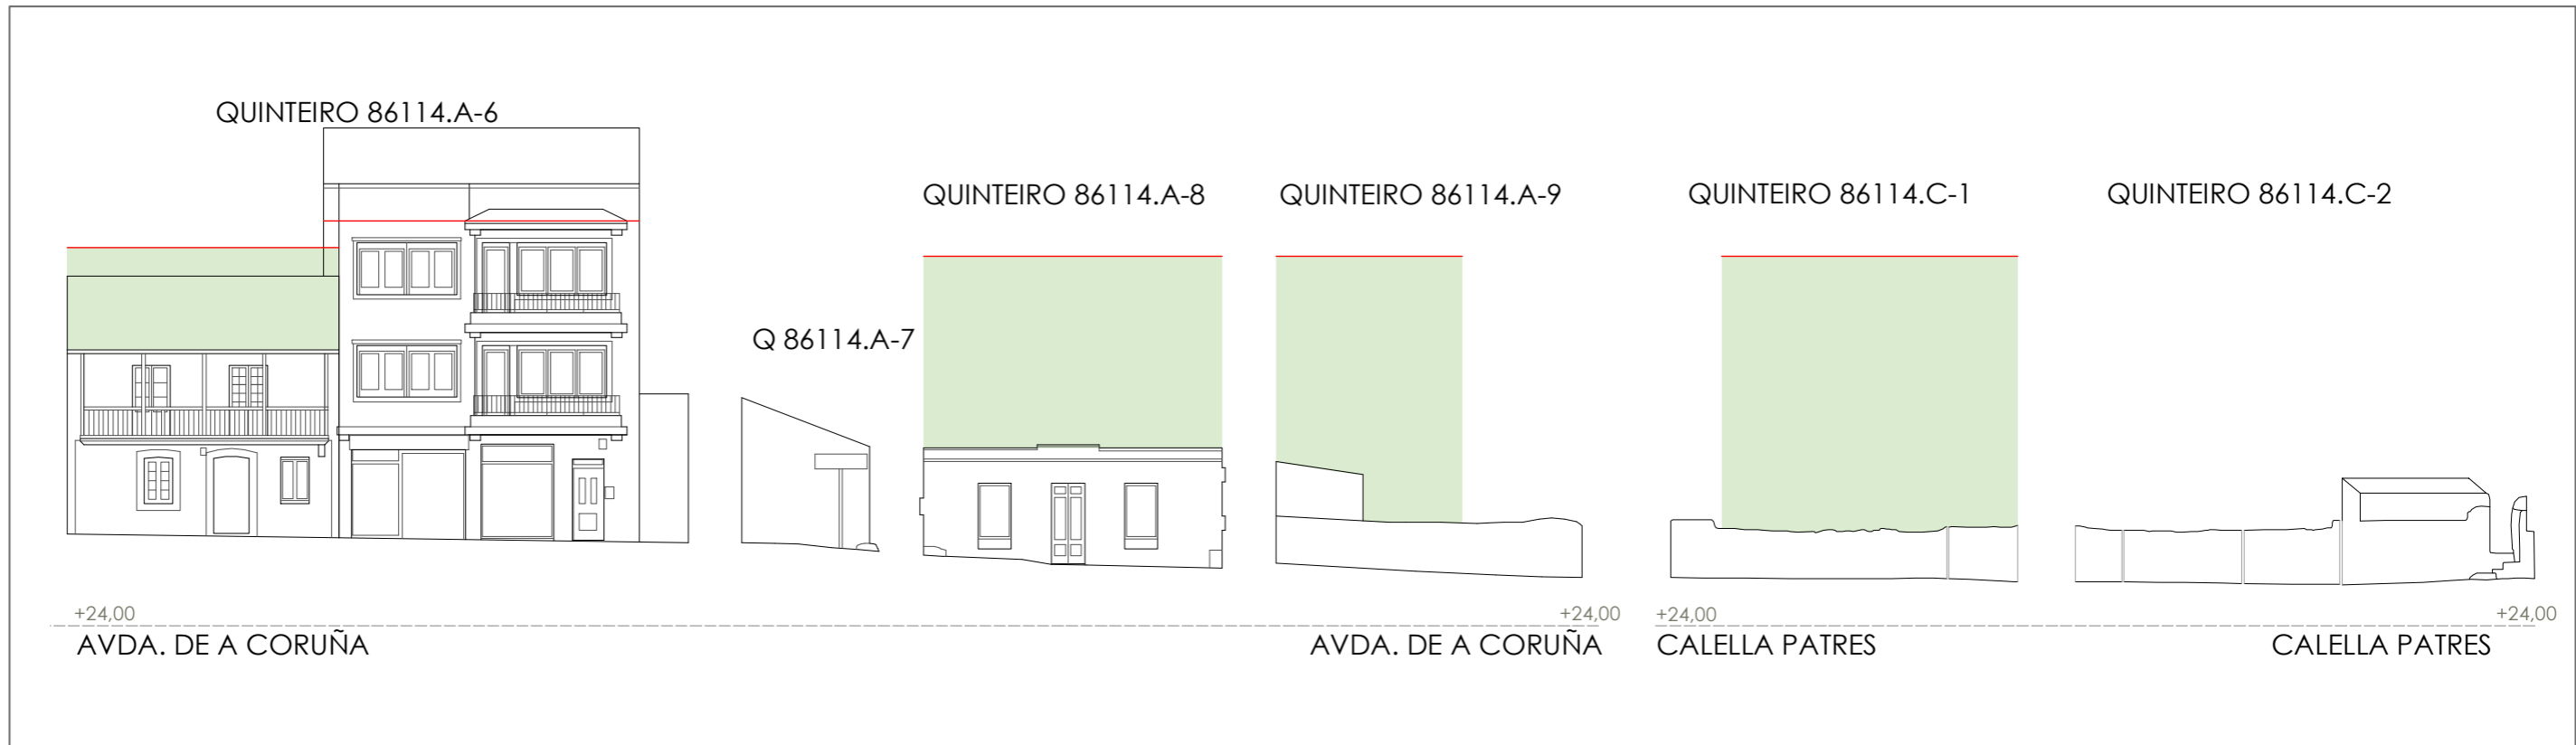 QUINTEIRO 86114.A-6
QUINTEIRO 86114.A-8
QUINTEIRO 86114.A-9
QUINTEIRO 86114.C-1
QUINTEIRO 86114.C-2
Q 86114.A-7
+24,00
+24,00
+24,00
+24,00
AVDA. DE A CORUÑA
AVDA. DE A CORUÑA
CALELLA PATRES
CALELLA PATRES